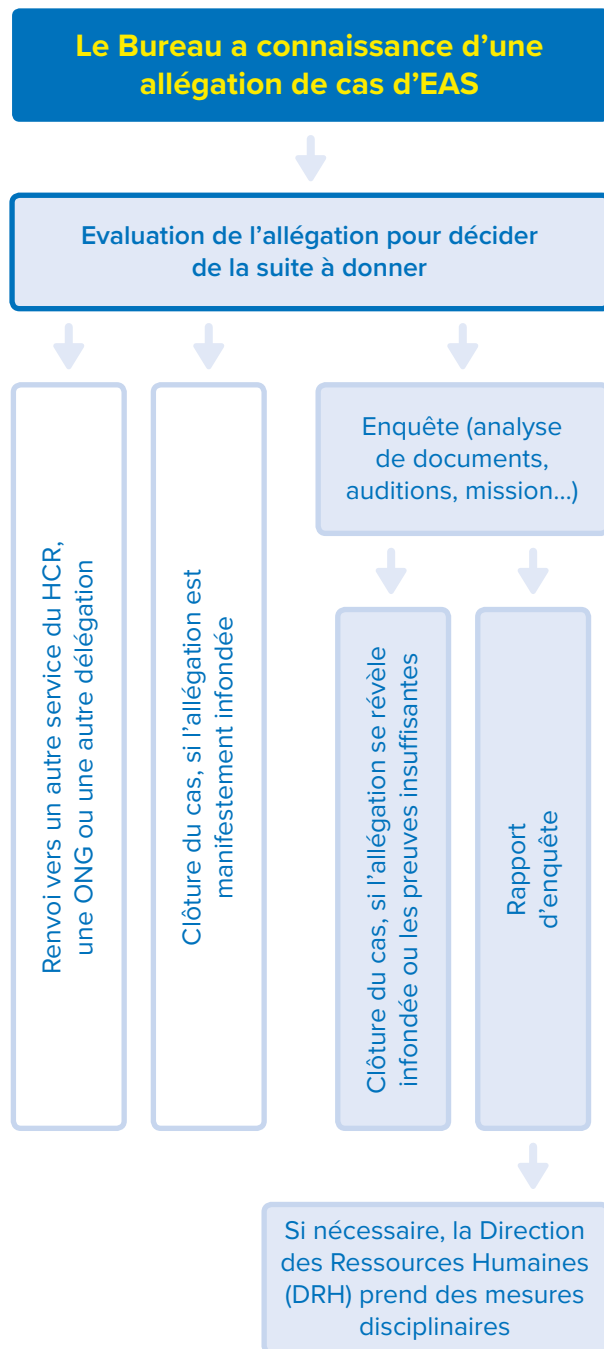 Le Bureau a connaissance d’une
allégation de cas d’EAS
Evaluation de l’allégation pour décider
de la suite à donner
Renvoi vers un autre service du HCR,
une ONG ou une autre délégation
Clôture du cas, si l’allégation est
manifestement infondée
Enquête (analyse
de documents,
auditions, mission...)
Clôture du cas, si l’allégation se révèle
infondée ou les preuves insuffisantes
Rapport
d’enquête
Si nécessaire, la Direction
des Ressources Humaines
(DRH) prend des mesures
disciplinaires